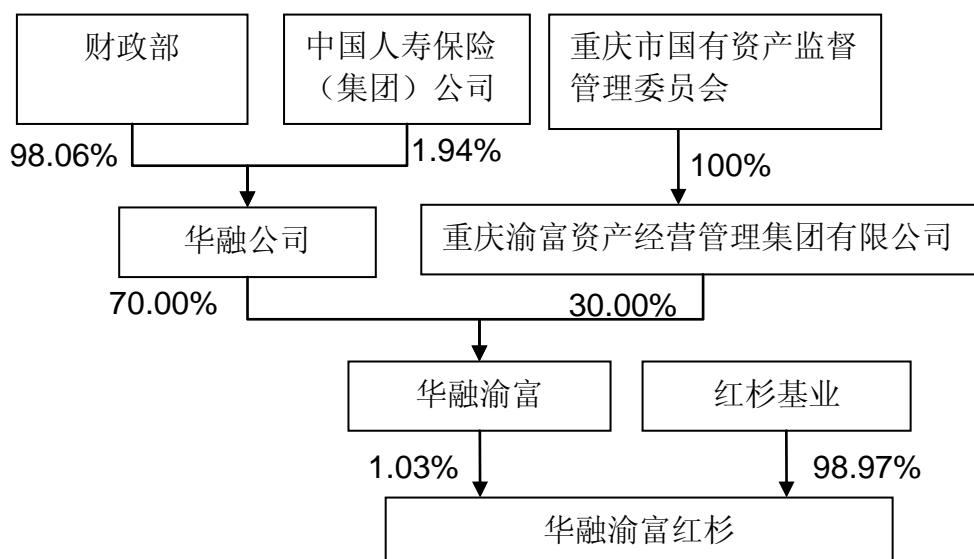 财政部
中国人寿保险
（集团）公司
重庆市国有资产监督
管理委员会
98.06%
1.94%
100%
华融公司
重庆渝富资产经营管理集团有限公司
70.00%
30.00%
华融渝富
红杉基业
1.03%
98.97%
华融渝富红杉